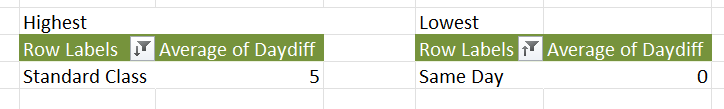 Highest Lowest
Row Labels Average of Daydiff Row Labels Average of Daydiff
Standard Class 5 Same Day 0